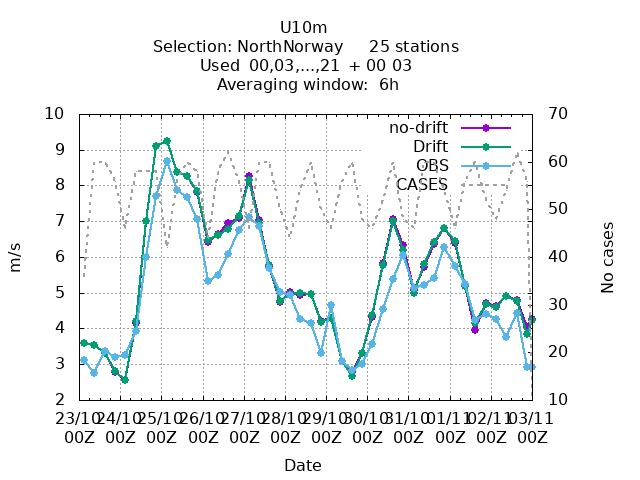 U10m
Selection: NorthNorway 25 stations
Used 00,03,...,21 + 00 03
Averaging window: 6h
10
9
8
7
6
5
4
3
2
70
60
50
40
30
20
10
no-drift
Drift
OBS
CASES
m/s
No cases
23/10 24/10 25/10 26/10 27/10 28/10 29/10 30/10 31/10 01/11 02/11 03/11
00Z 00Z 00Z 00Z 00Z 00Z 00Z 00Z 00Z 00Z 00Z 00Z
Date